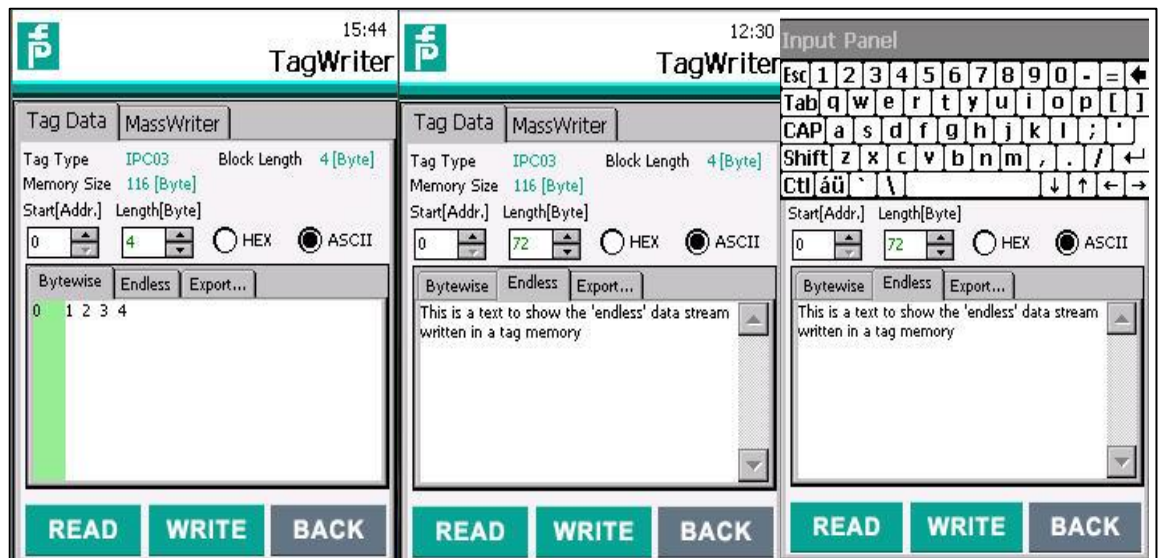 15:44
TagWriter
Tag Data MassWriter
Tag Type IPC03 Block Length 4 [Byte]
Memory Size 116 [Byte]
Start[Addr.] Length[Byte]
0 4 HEX ASCII
Bytewise Endless Export...
0 1 2 3 4
READ WRITE BACK
12:30
TagWriter
Tag Data MassWriter
Tag Type IPC03 Block Length 4 [Byte]
Memory Size 116 [Byte]
Start[Addr.] Length[Byte]
0 72 HEX ASCII
Bytewise Endless Export...
This is a text to show the 'endless' data stream
written in a tag memory
READ WRITE BACK
Input Panel
Esc 1 2 3 4 5 6 7 8 9 0 - = 🡄
Tab q w e r t y u i o p [ ]
CAP a s d f g h j k l ; '
Shift z x c v b n m , . / ↵
Ctl áü ` \ ↓ ↑ ← →
Start[Addr.] Length[Byte]
0 72 HEX ASCII
Bytewise Endless Export...
This is a text to show the 'endless' data stream
written in a tag memory
READ WRITE BACK